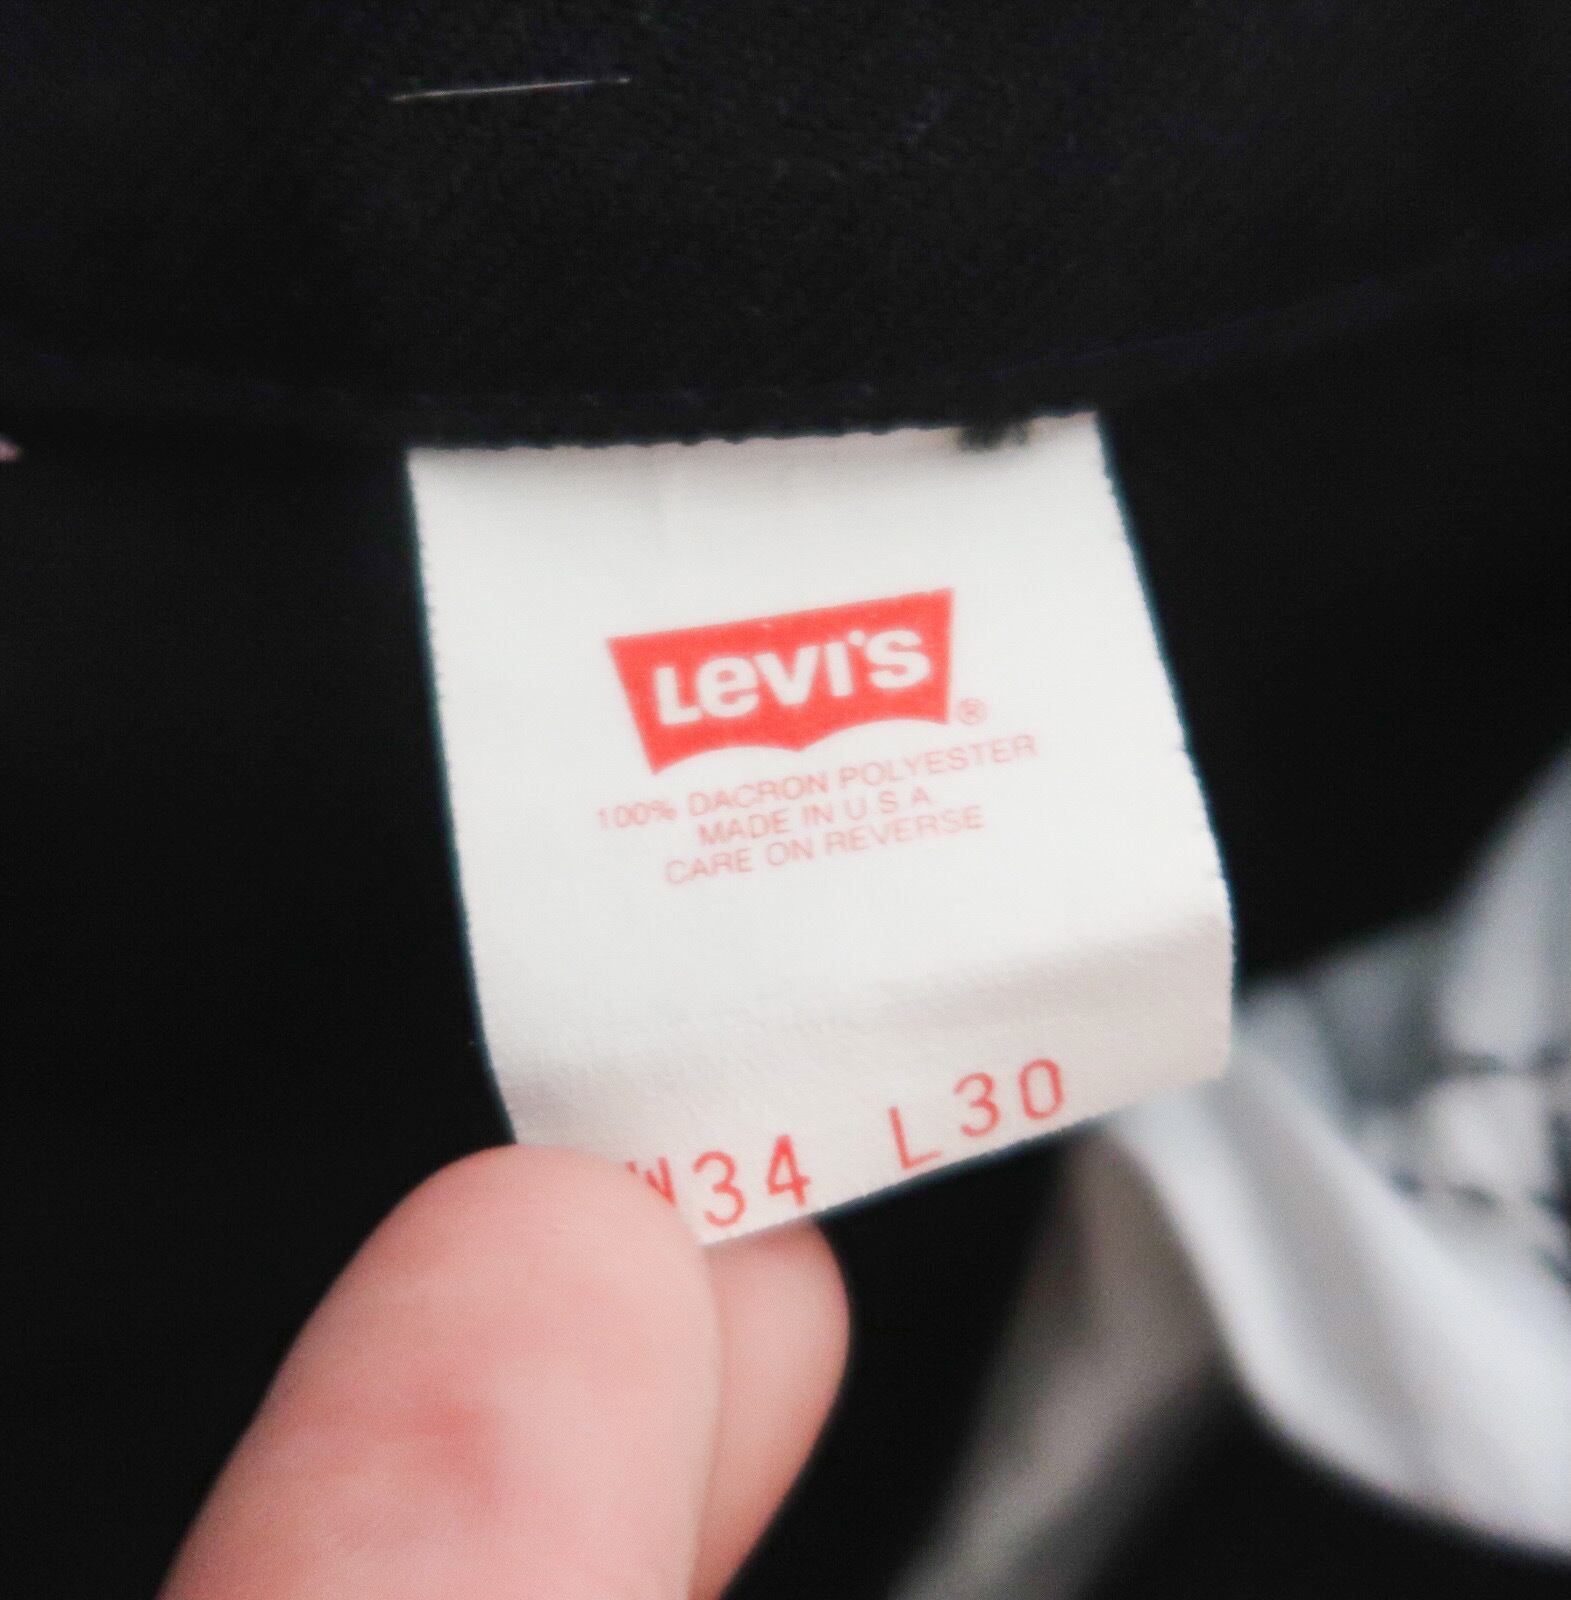 LEVI'S ®
100% DACRON POLYESTER
MADE IN U.S.A.
CARE ON REVERSE
W34 L30